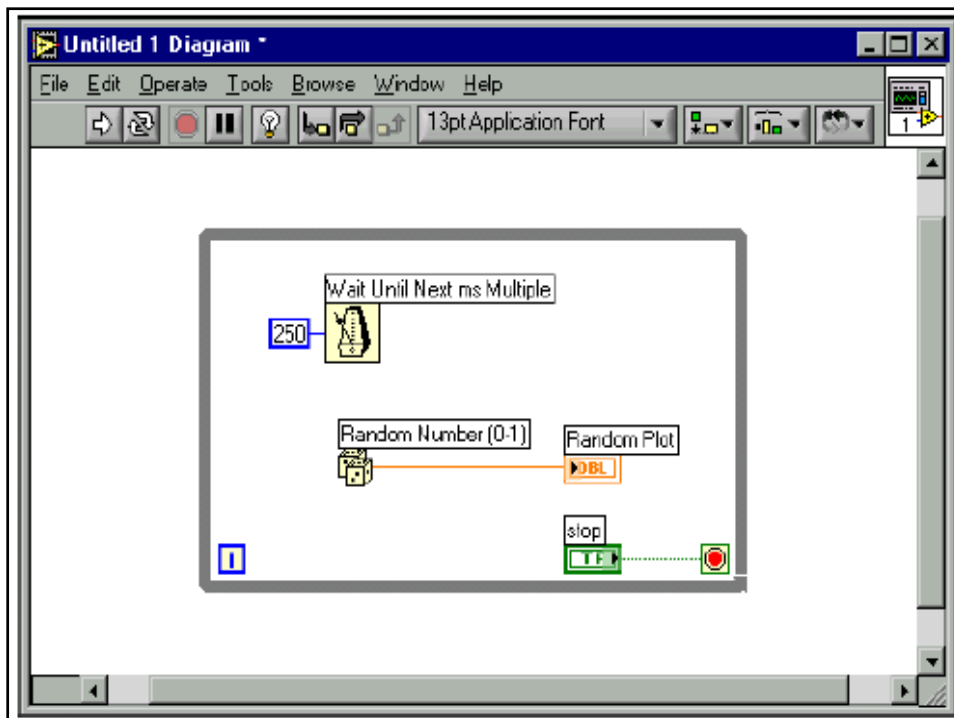 Untitled 1 Diagram *
File Edit Operate Tools Browse Window Help
13pt Application Font
1
Wait Until Next ms Multiple
250
Random Number (0-1)
Random Plot
DBL
stop
TF
i